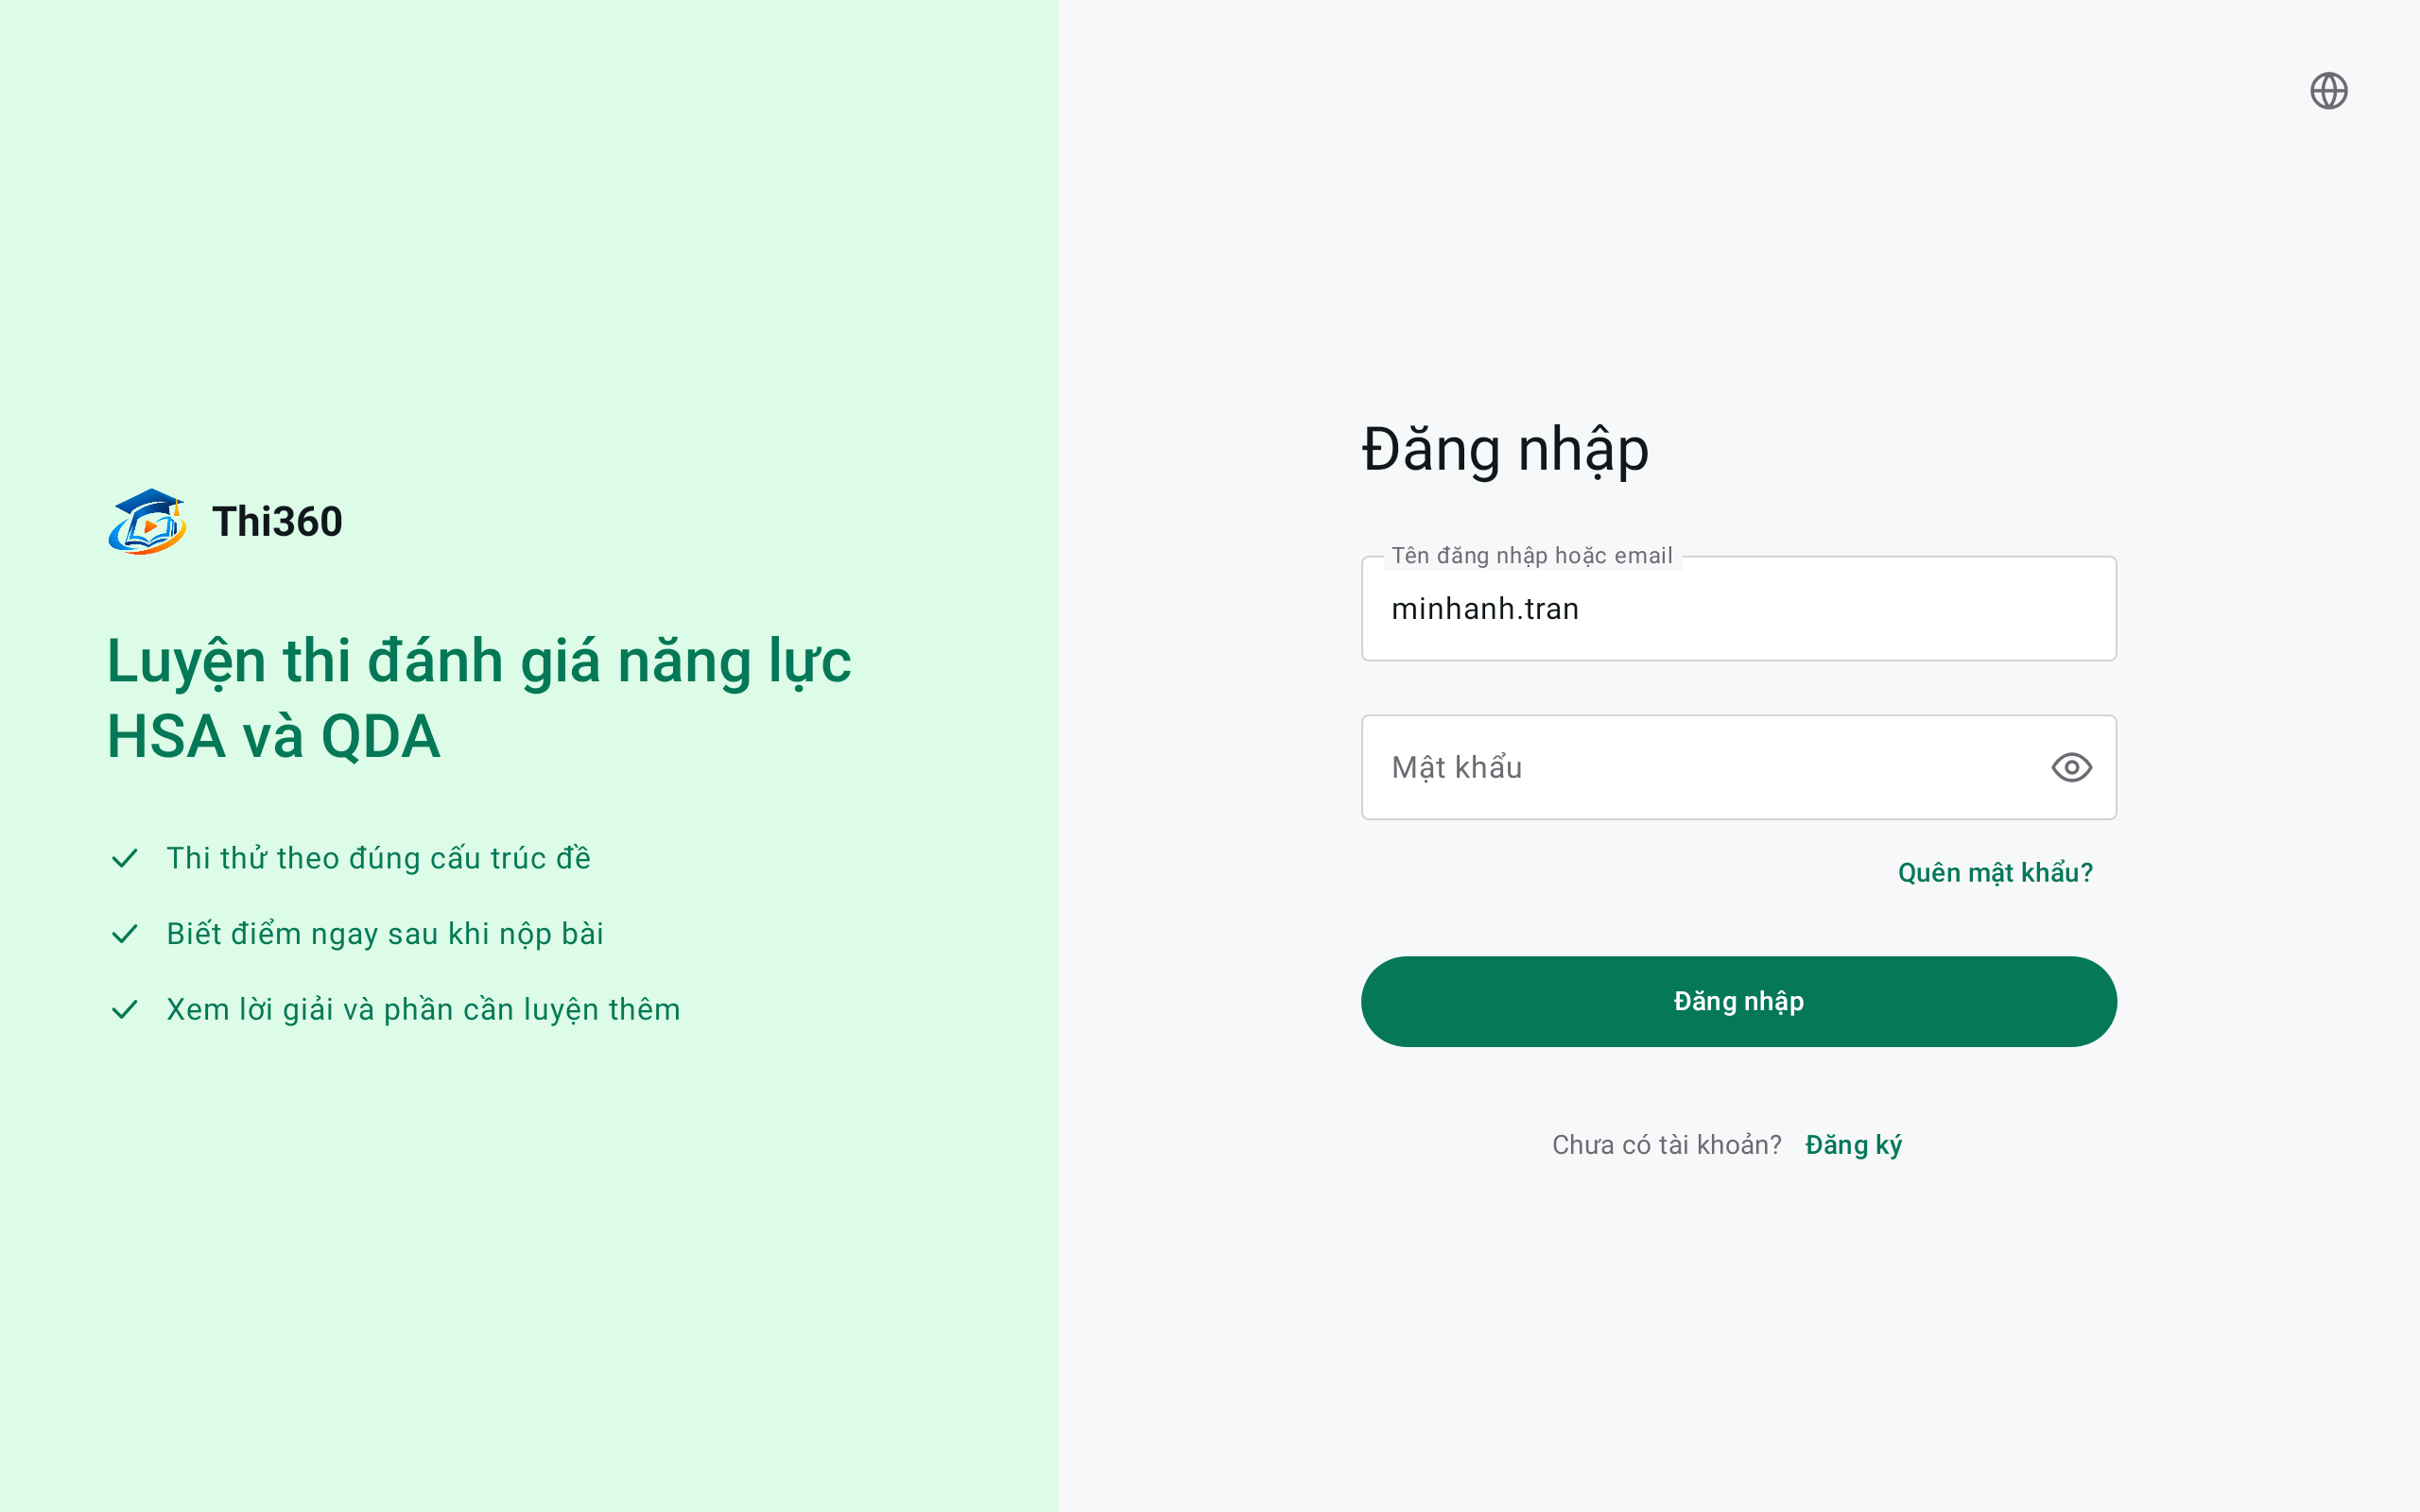 Thi360
Luyện thi đánh giá năng lực
HSA và QDA
Thi thử theo đúng cấu trúc đề
Biết điểm ngay sau khi nộp bài
Xem lời giải và phần cần luyện thêm
Đăng nhập
Tên đăng nhập hoặc email
minhanh.tran
Mật khẩu
Quên mật khẩu?
Đăng nhập
Chưa có tài khoản? Đăng ký